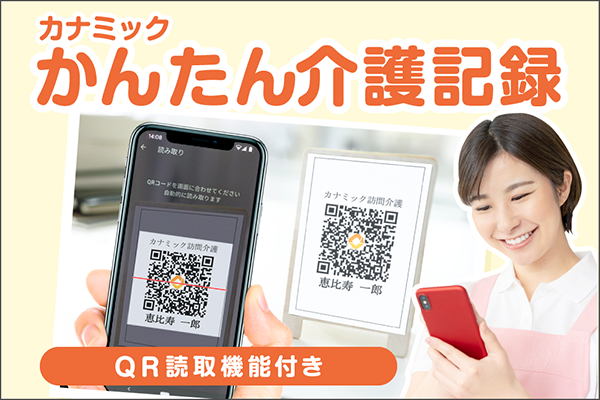 カナミック
かんたん介護記録
14:08
読み取り
QRコードを画面に合わせてください
自動的に読み取ります
カナミック訪問介護
恵比寿 一郎
カナミック訪問介護
恵比寿 一郎
QR読取機能付き